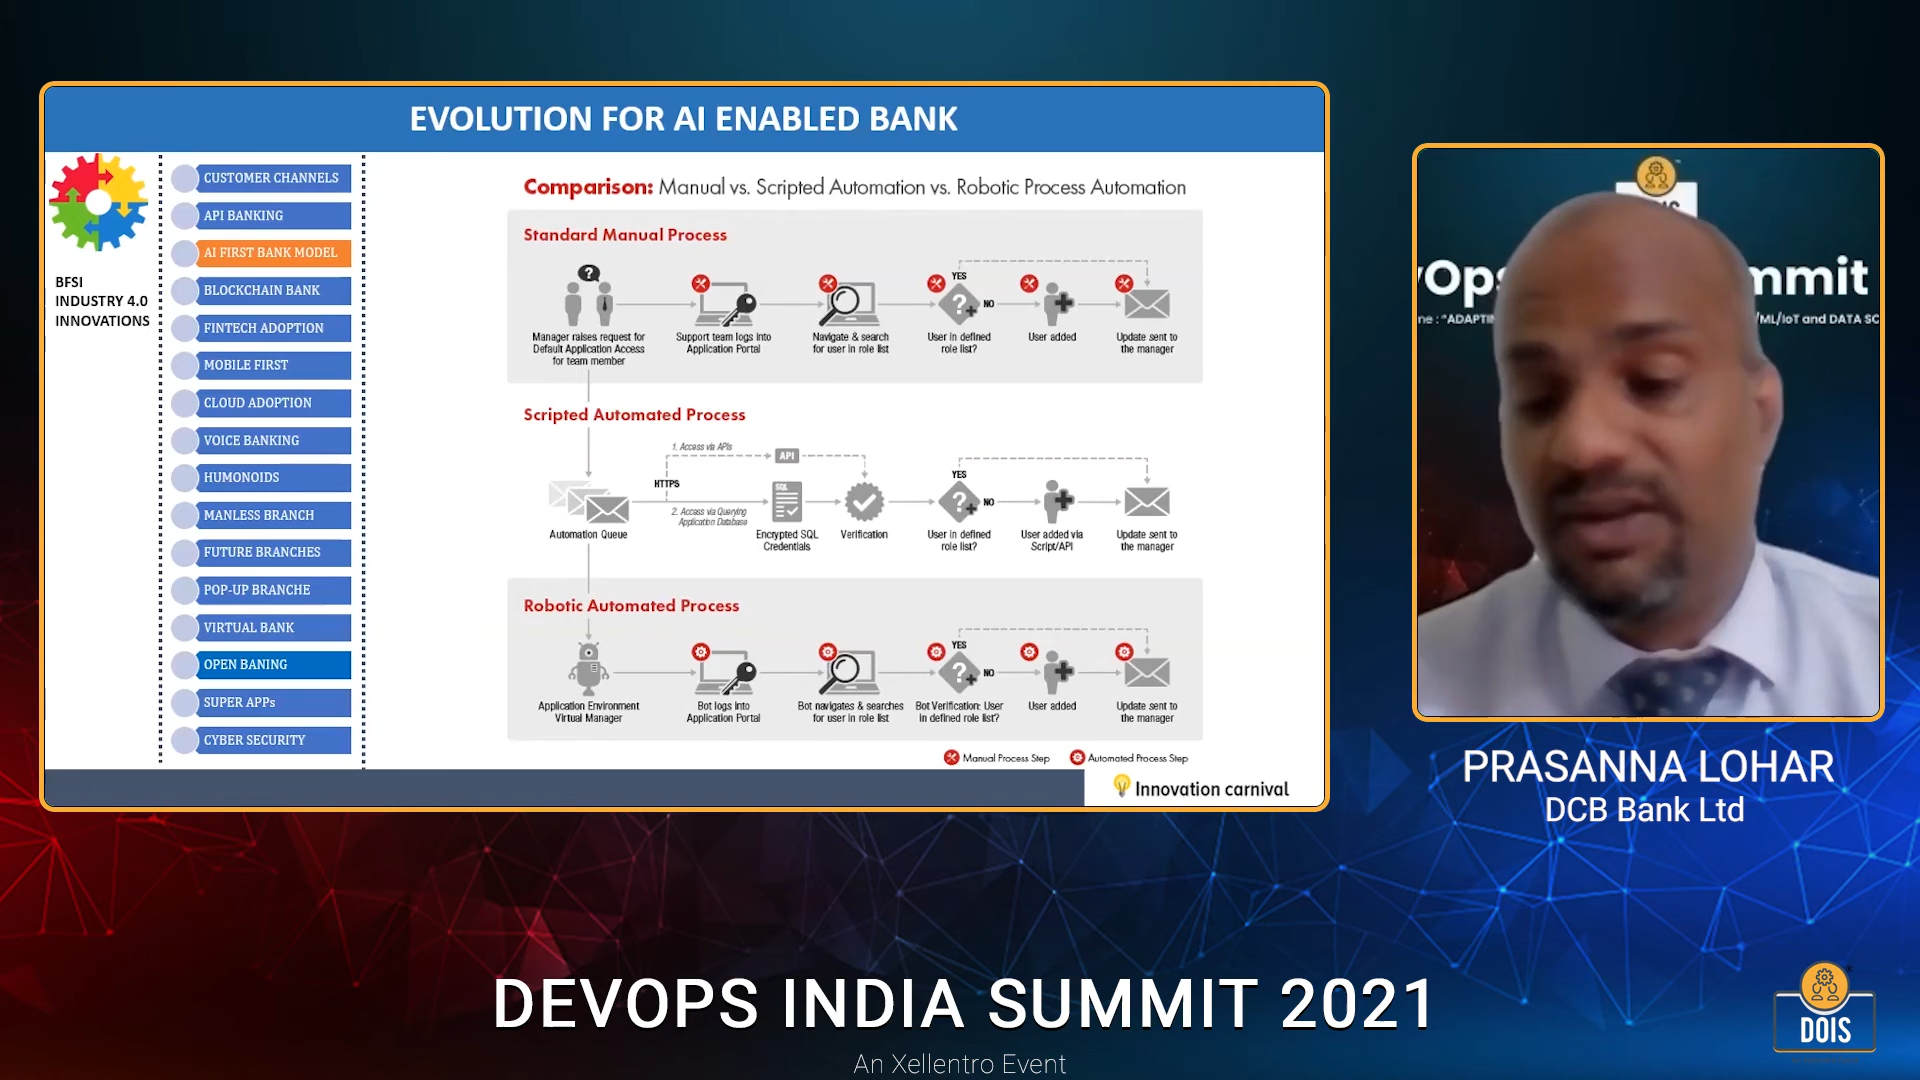 EVOLUTION FOR AI ENABLED BANK
BFSI
INDUSTRY 4.0
INNOVATIONS
CUSTOMER CHANNELS
API BANKING
AI FIRST BANK MODEL
BLOCKCHAIN BANK
FINTECH ADOPTION
MOBILE FIRST
CLOUD ADOPTION
VOICE BANKING
HUMONOIDS
MANLESS BRANCH
FUTURE BRANCHES
POP-UP BRANCHE
VIRTUAL BANK
OPEN BANING
SUPER APPs
CYBER SECURITY
Comparison: Manual vs. Scripted Automation vs. Robotic Process Automation
Standard Manual Process
?
YES
?
NO
Manager raises request for
Default Application Access
for team member
Support team logs into
Application Portal
Navigate & search
for user in role list
User in defined
role list?
User added
Update sent to
the manager
Scripted Automated Process
1. Access via APIs
API
HTTPS
2. Access via Querying
Application Database
SQL
YES
?
NO
Automation Queue
Encrypted SQL
Credentials
Verification
User in defined
role list?
User added via
Script/API
Update sent to
the manager
Robotic Automated Process
YES
?
NO
Application Environment
Virtual Manager
Bot logs into
Application Portal
Bot navigates & searches
for user in role list
Bot Verification: User
in defined role list?
User added
Update sent to
the manager
Manual Process Step
Automated Process Step
Innovation carnival
PRASANNA LOHAR
DCB Bank Ltd
DEVOPS INDIA SUMMIT 2021
An Xellentro Event
DOIS